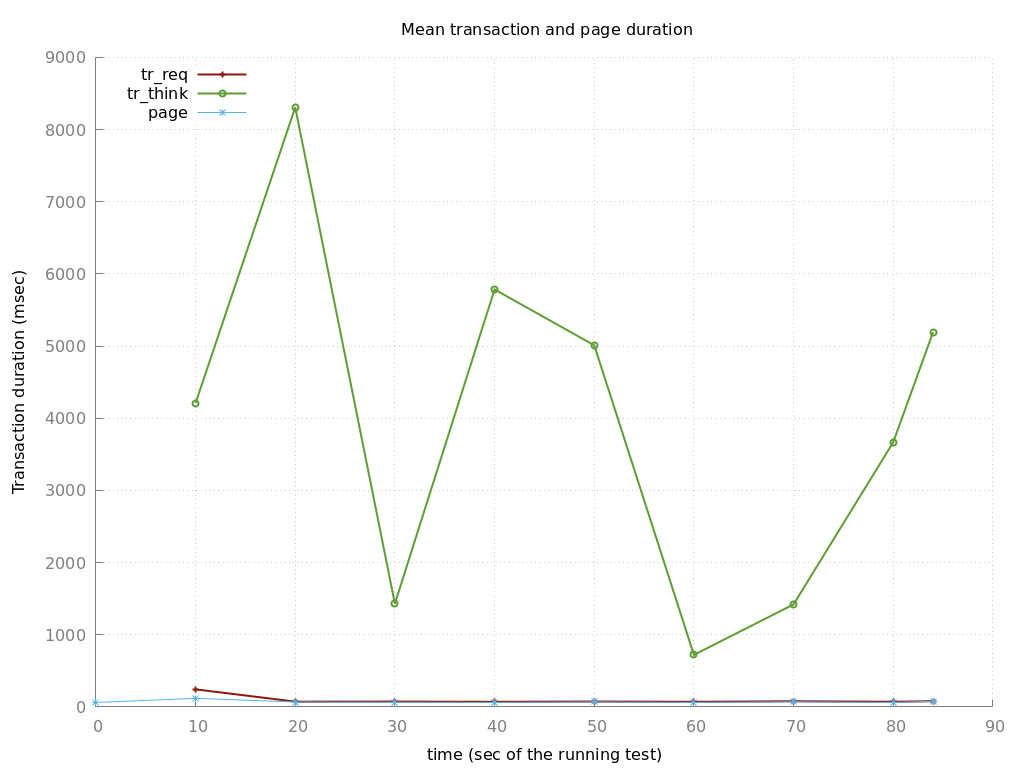 Mean transaction and page duration
9000
8000
7000
6000
5000
4000
3000
2000
1000
0
Transaction duration (msec)
tr_req
tr_think
page
0 10 20 30 40 50 60 70 80 90
time (sec of the running test)